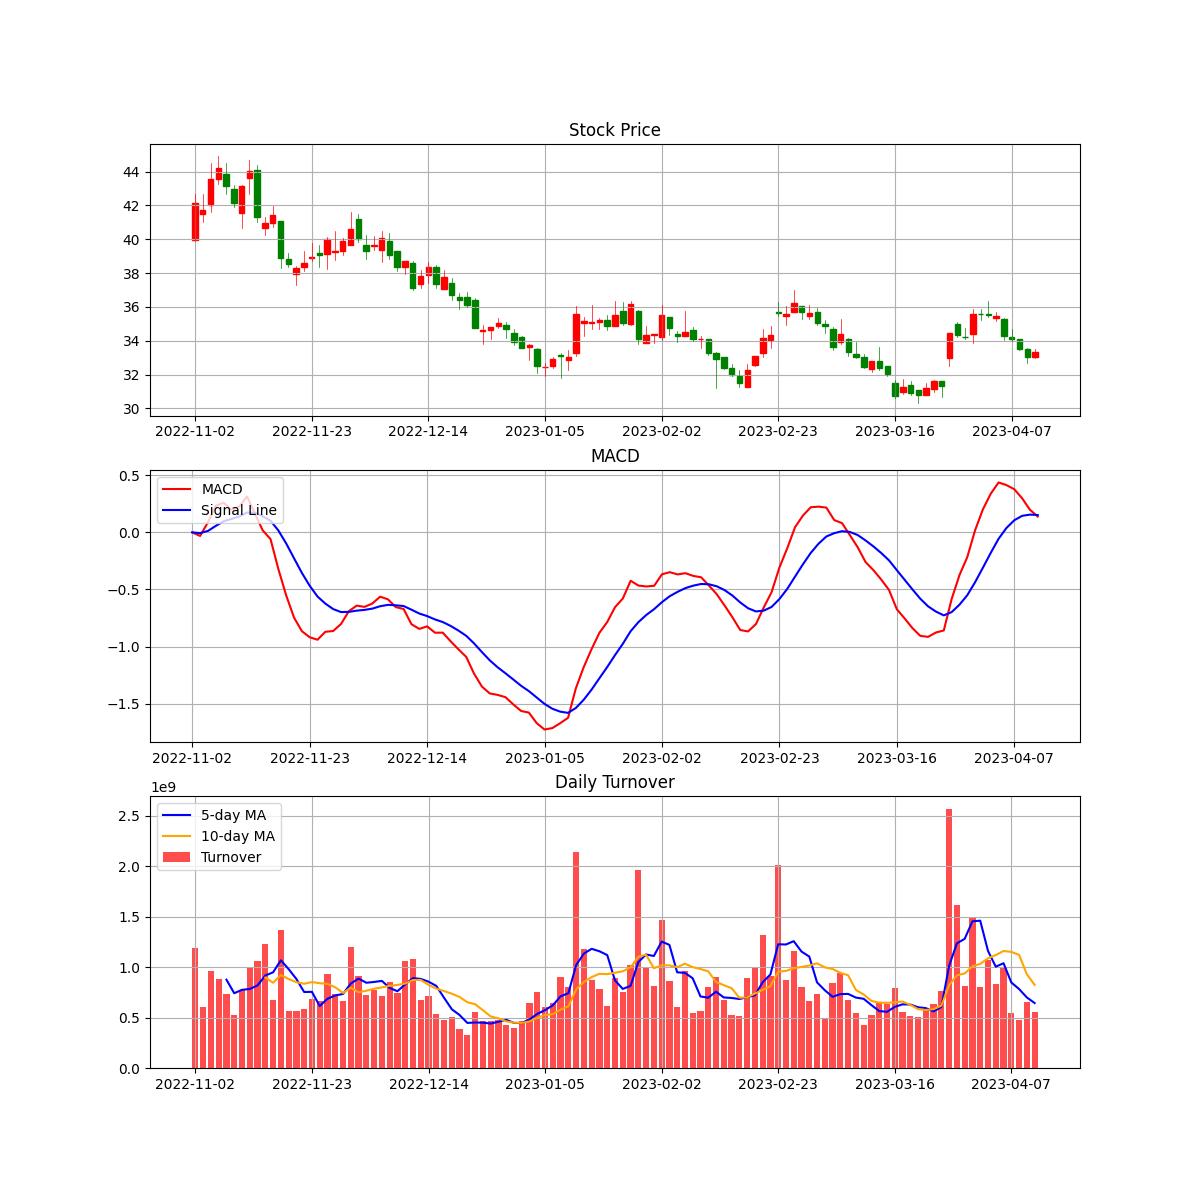 Stock Price
44
42
40
38
36
34
32
30
2022-11-02 2022-11-23 2022-12-14 2023-01-05 2023-02-02 2023-02-23 2023-03-16 2023-04-07
MACD
0.5
0.0
−0.5
−1.0
−1.5
MACD
Signal Line
2022-11-02 2022-11-23 2022-12-14 2023-01-05 2023-02-02 2023-02-23 2023-03-16 2023-04-07
Daily Turnover
1e9
2.5
2.0
1.5
1.0
0.5
0.0
5-day MA
10-day MA
Turnover
2022-11-02 2022-11-23 2022-12-14 2023-01-05 2023-02-02 2023-02-23 2023-03-16 2023-04-07